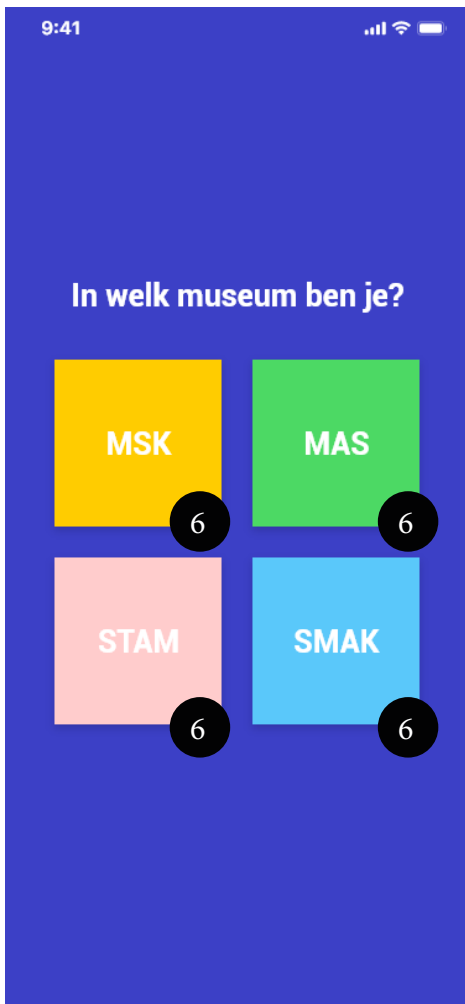 9:41
In welk museum ben je?
MSK MAS
6 6
STAM SMAK
6 6